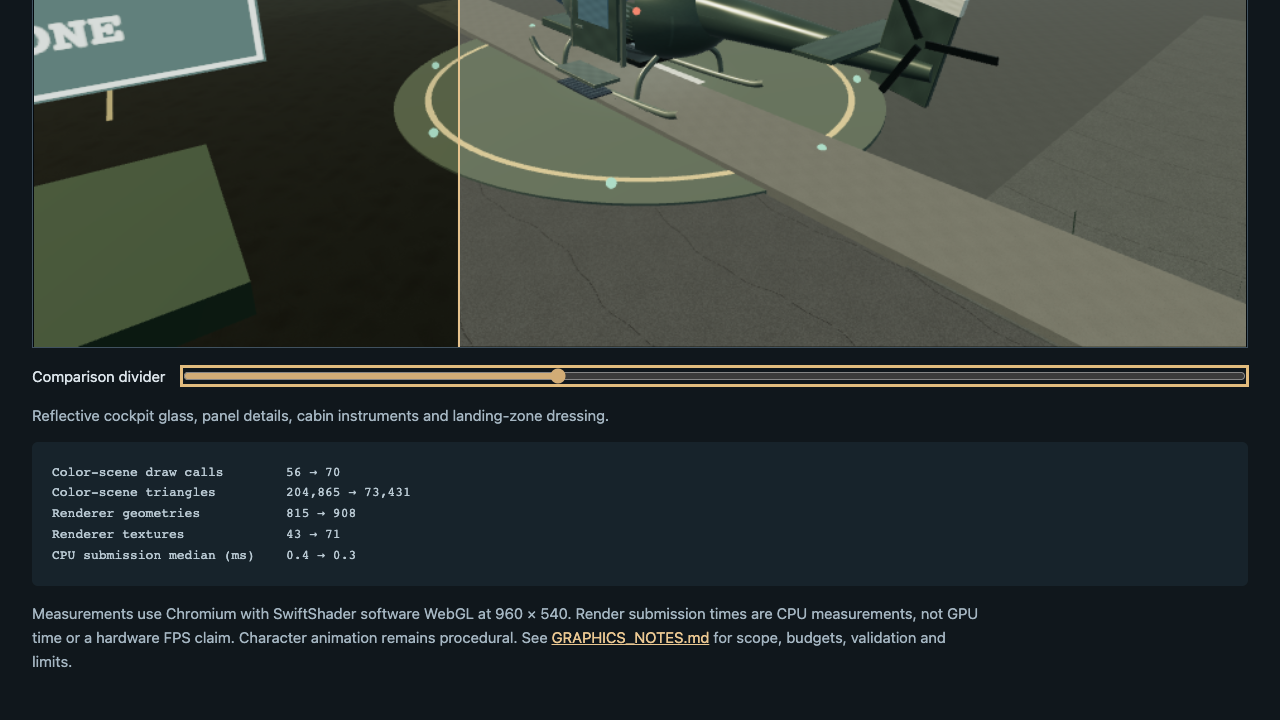 ONE
Comparison divider
Reflective cockpit glass, panel details, cabin instruments and landing-zone dressing.
Color-scene draw calls 56 → 70
Color-scene triangles 204,865 → 73,431
Renderer geometries 815 → 908
Renderer textures 43 → 71
CPU submission median (ms) 0.4 → 0.3
Measurements use Chromium with SwiftShader software WebGL at 960 × 540. Render submission times are CPU measurements, not GPU
time or a hardware FPS claim. Character animation remains procedural. See GRAPHICS_NOTES.md for scope, budgets, validation and
limits.